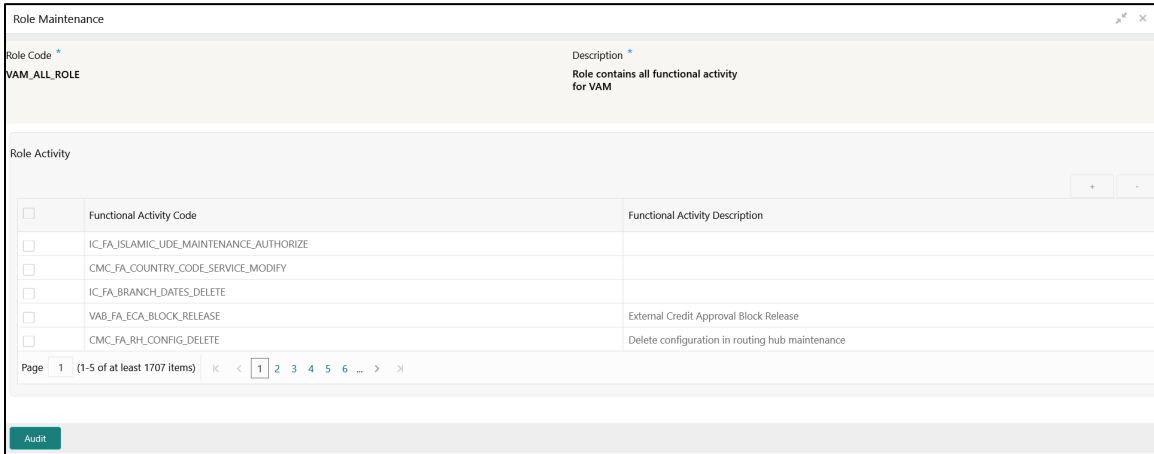 Role Maintenance
Role Code * Description *
VAM_ALL_ROLE Role contains all functional activity
for VAM
Role Activity
+ -
Functional Activity Code Functional Activity Description
IC_FA_ISLAMIC_UDE_MAINTENANCE_AUTHORIZE
CMC_FA_COUNTRY_CODE_SERVICE_MODIFY
IC_FA_BRANCH_DATES_DELETE
VAB_FA_ECA_BLOCK_RELEASE External Credit Approval Block Release
CMC_FA_RH_CONFIG_DELETE Delete configuration in routing hub maintenance
Page 1 (1-5 of at least 1707 items) 1 2 3 4 5 6 ...
Audit